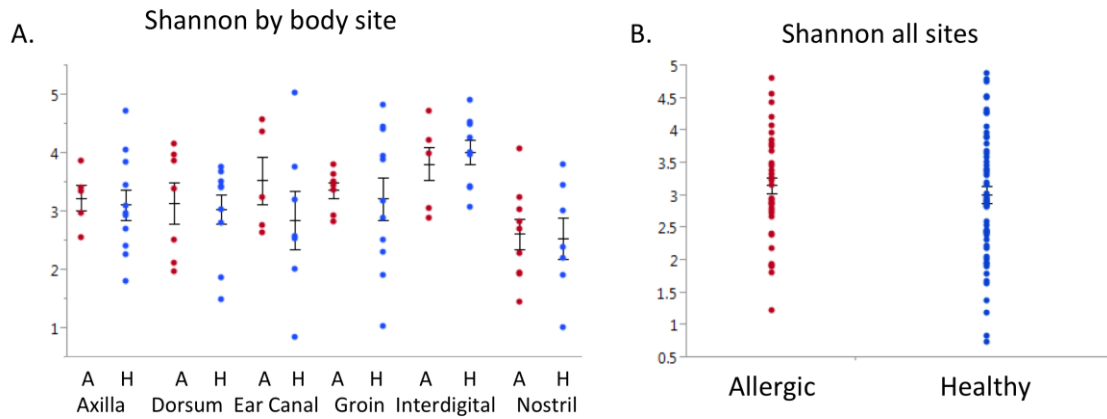 A.
Shannon by body site
5
4
3
2
1
A H A H A H A H A H A H
Axilla Dorsum Ear Canal Groin Interdigital Nostril
B.
Shannon all sites
5
4.5
4
3.5
3
2.5
2
1.5
1
0.5
Allergic Healthy